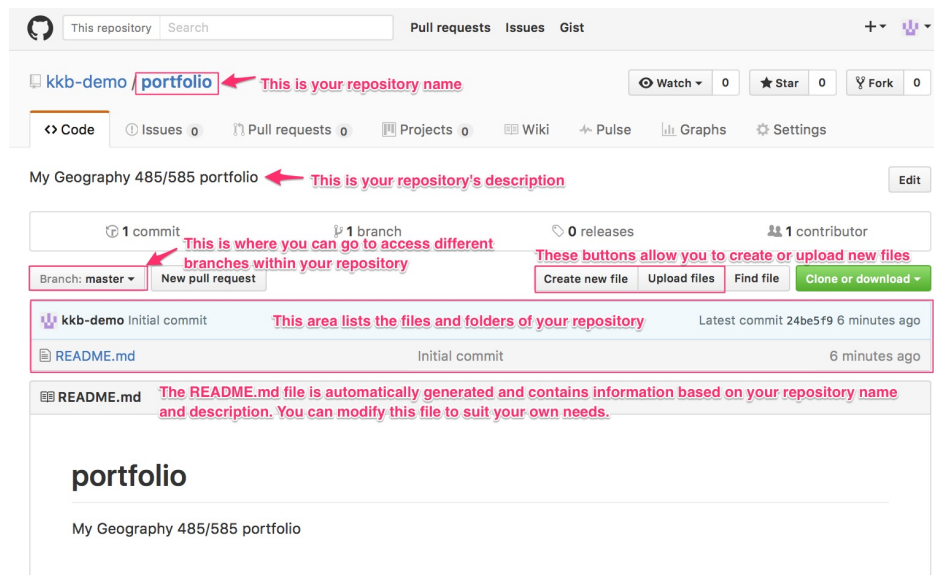 This repository Search Pull requests Issues Gist
kkb-demo / portfolio This is your repository name Watch 0 Star 0 Fork 0
Code Issues 0 Pull requests 0 Projects 0 Wiki Pulse Graphs Settings
My Geography 485/585 portfolio This is your repository's description Edit
1 commit 1 branch 0 releases 1 contributor
This is where you can go to access different
branches within your repository
These buttons allow you to create or upload new files
Branch: master New pull request Create new file Upload files Find file Clone or download
kkb-demo Initial commit This area lists the files and folders of your repository Latest commit 24be5f9 6 minutes ago
README.md Initial commit 6 minutes ago
README.md The README.md file is automatically generated and contains information based on your repository name
and description. You can modify this file to suit your own needs.
portfolio
My Geography 485/585 portfolio